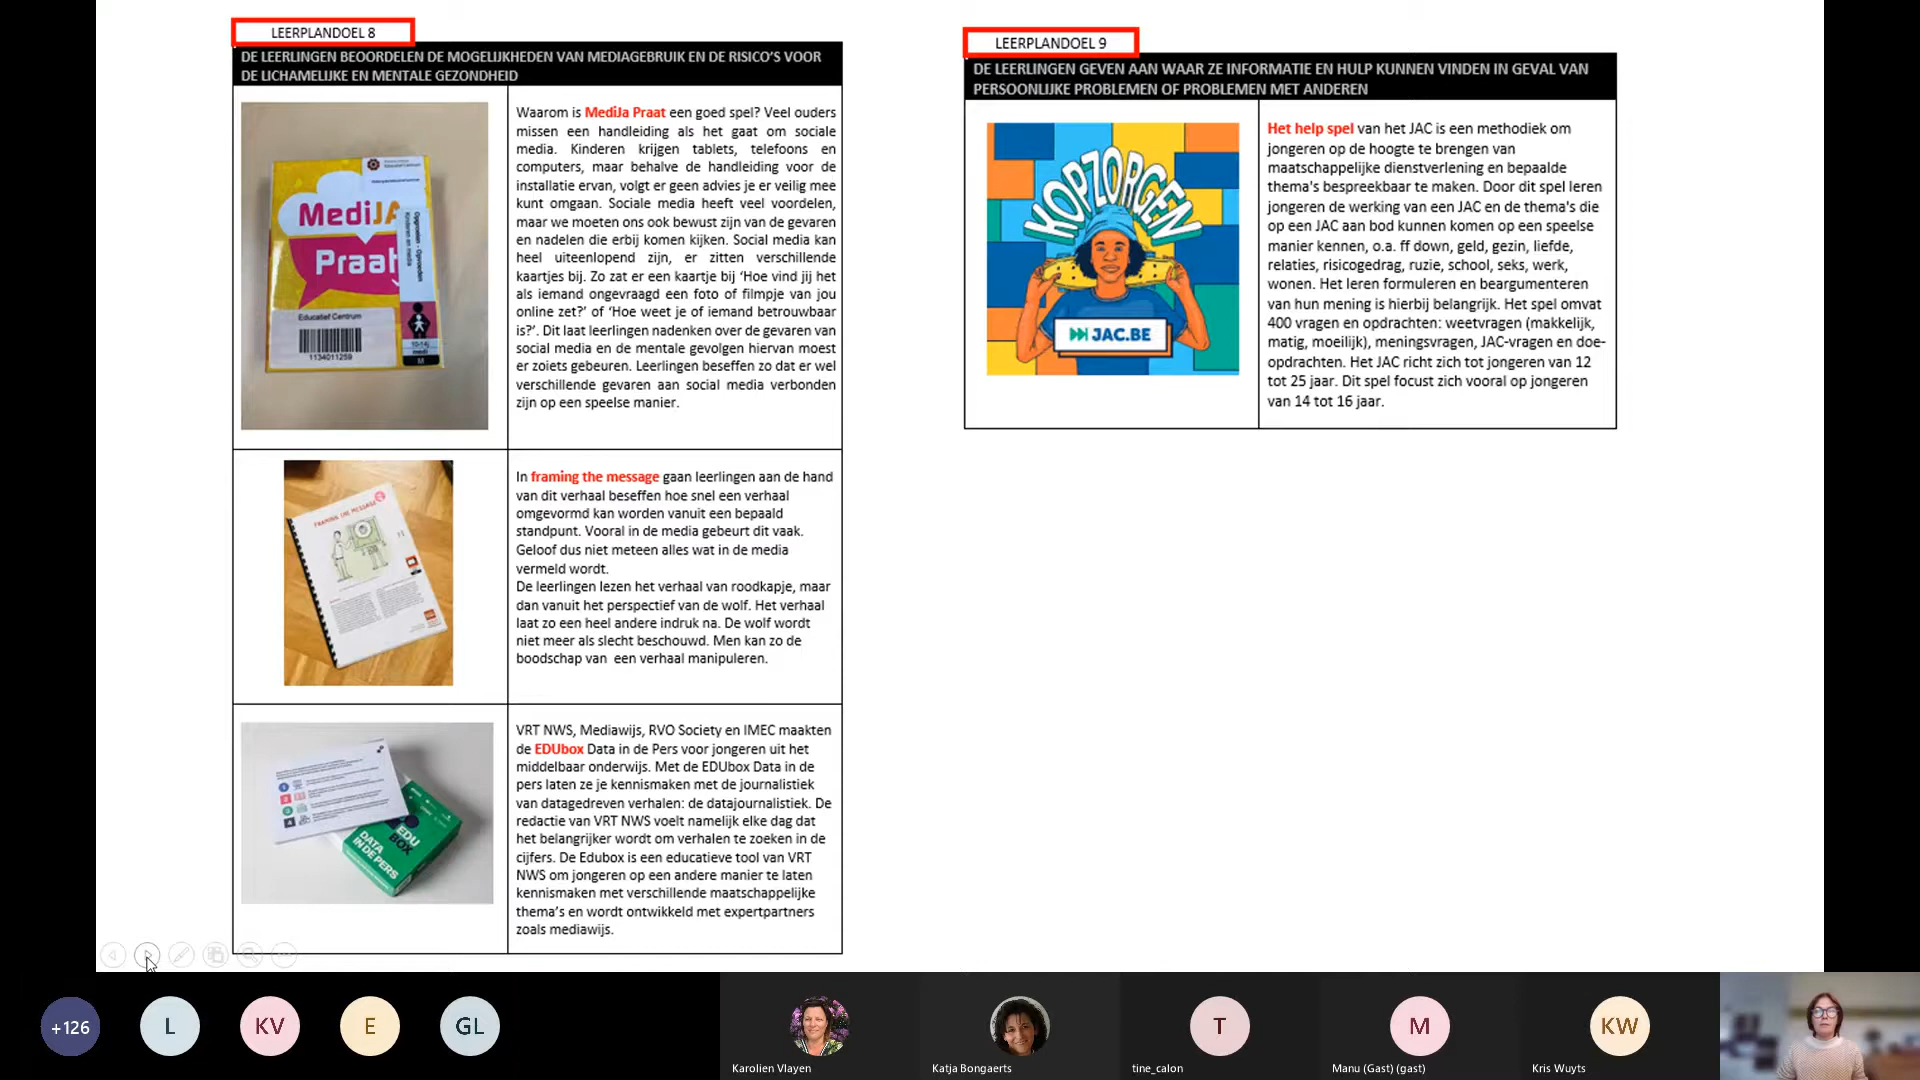 LEERPLANDOEL 8
DE LEERLINGEN BEOORDELEN DE MOGELIJKHEDEN VAN MEDIAGEBRUIK EN DE RISICO'S VOOR
DE LICHAMELIJKE EN MENTALE GEZONDHEID
MediJA
Praat
Educatief Centrum
Opgroeien - Opvoeden
Kinderen en media
Educatief Centrum
1134011259
10-14j
medi
Waarom is MediJa Praat een goed spel? Veel ouders
missen een handleiding als het gaat om sociale
media. Kinderen krijgen tablets, telefoons en
computers, maar behalve de handleiding voor de
installatie ervan, volgt er geen advies je er veilig mee
kunt omgaan. Sociale media heeft veel voordelen,
maar we moeten ons ook bewust zijn van de gevaren
en nadelen die erbij komen kijken. Social media kan
heel uiteenlopend zijn, er zitten verschillende
kaartjes bij. Zo zat er een kaartje bij ‘Hoe vind jij het
als iemand ongevraagd een foto of filmpje van jou
online zet?’ of ‘Hoe weet je of iemand betrouwbaar
is?’. Dit laat leerlingen nadenken over de gevaren van
social media en de mentale gevolgen hiervan moest
er zoiets gebeuren. Leerlingen beseffen zo dat er wel
verschillende gevaren aan social media verbonden
zijn op een speelse manier.
FRAMING THE MESSAGE
In framing the message gaan leerlingen aan de hand
van dit verhaal beseffen hoe snel een verhaal
omgevormd kan worden vanuit een bepaald
standpunt. Vooral in de media gebeurt dit vaak.
Geloof dus niet meteen alles wat in de media
vermeld wordt.
De leerlingen lezen het verhaal van roodkapje, maar
dan vanuit het perspectief van de wolf. Het verhaal
laat zo een heel andere indruk na. De wolf wordt
niet meer als slecht beschouwd. Men kan zo de
boodschap van  een verhaal manipuleren.
1
2
3
4
EDU
BOX
DATA
IN DE PERS
VRT NWS, Mediawijs, RVO Society en IMEC maakten
de EDUbox Data in de Pers voor jongeren uit het
middelbaar onderwijs. Met de EDUbox Data in de
pers laten ze je kennismaken met de journalistiek
van datagedreven verhalen: de datajournalistiek. De
redactie van VRT NWS voelt namelijk elke dag dat
het belangrijker wordt om verhalen te zoeken in de
cijfers. De Edubox is een educatieve tool van VRT
NWS om jongeren op een andere manier te laten
kennismaken met verschillende maatschappelijke
thema’s en wordt ontwikkeld met expertpartners
zoals mediawijs.
LEERPLANDOEL 9
DE LEERLINGEN GEVEN AAN WAAR ZE INFORMATIE EN HULP KUNNEN VINDEN IN GEVAL VAN
PERSOONLIJKE PROBLEMEN OF PROBLEMEN MET ANDEREN
KOPZORGEN
JAC.BE
Het help spel van het JAC is een methodiek om
jongeren op de hoogte te brengen van
maatschappelijke dienstverlening en bepaalde
thema's bespreekbaar te maken. Door dit spel leren
jongeren de werking van een JAC en de thema's die
op een JAC aan bod kunnen komen op een speelse
manier kennen, o.a. ff down, geld, gezin, liefde,
relaties, risicogedrag, ruzie, school, seks, werk,
wonen. Het leren formuleren en beargumenteren
van hun mening is hierbij belangrijk. Het spel omvat
400 vragen en opdrachten: weetvragen (makkelijk,
matig, moeilijk), meningsvragen, JAC-vragen en doe-
opdrachten. Het JAC richt zich tot jongeren van 12
tot 25 jaar. Dit spel focust zich vooral op jongeren
van 14 tot 16 jaar.
+126
L
KV
E
GL
T
M
KW
Karolien Vlayen
Katja Bongaerts
tine_calon
Manu (Gast) (gast)
Kris Wuyts